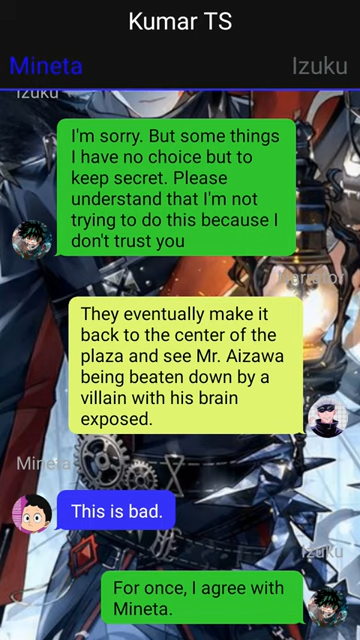 Kumar TS
Mineta
Izuku
Izuku
I'm sorry. But some things
I have no choice but to
keep secret. Please
understand that I'm not
trying to do this because I
don't trust you
Narrator
They eventually make it
back to the center of the
plaza and see Mr. Aizawa
being beaten down by a
villain with his brain
exposed.
Mineta
This is bad.
Izuku
For once, I agree with
Mineta.